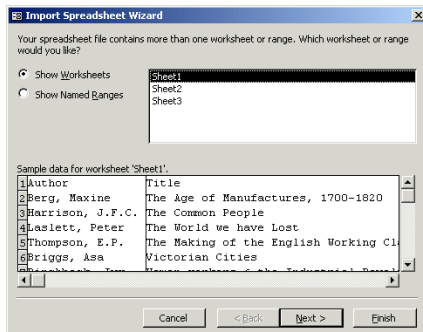 Import Spreadsheet Wizard
Your spreadsheet file contains more than one worksheet or range. Which worksheet or range
would you like?
Show Worksheets
Show Named Ranges
Sheet1
Sheet2
Sheet3
Sample data for worksheet 'Sheet1'.
1 Author Title
2 Berg, Maxine The Age of Manufactures, 1700-1820
3 Harrison, J.F.C. The Common People
4 Laslett, Peter The World we have Lost
5 Thompson, E.P. The Making of the English Working Cl
6 Briggs, Asa Victorian Cities
Cancel < Back Next > Finish